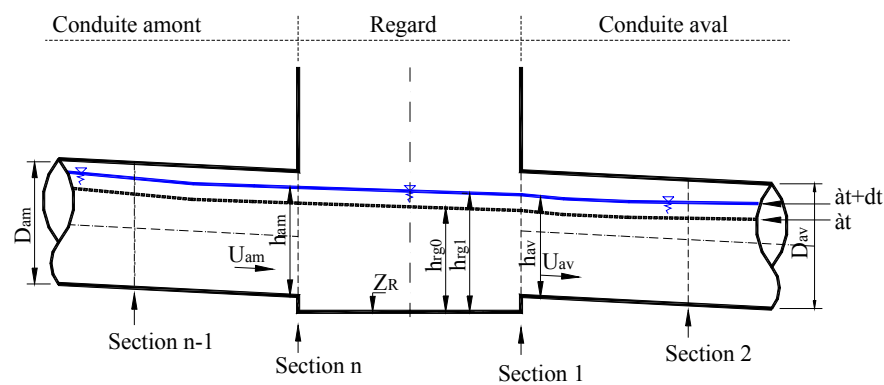 Conduite amont
Regard
Conduite aval
àt+dt
àt
Dam
Uam
ham
ZR
hrg0
hrg1
hav
Uav
Dav
Section n-1
Section n
Section 1
Section 2